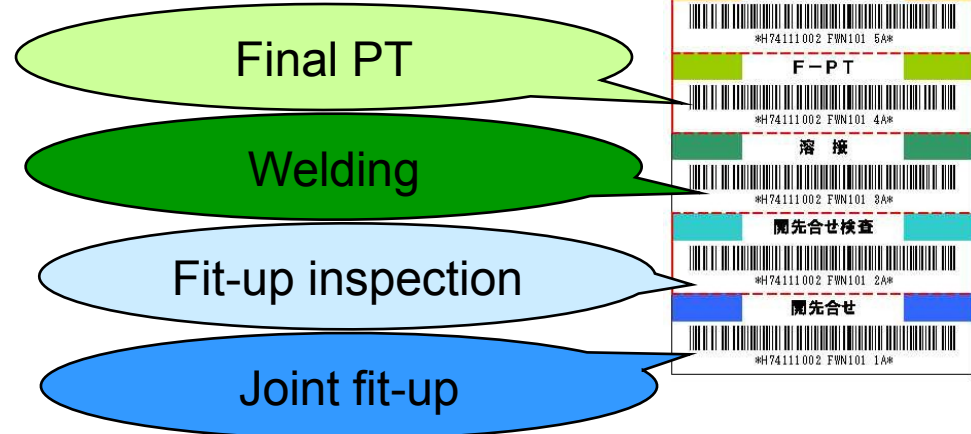 *H74111002 FWN101 5A*
Final PT
F-PT
*H74111002 FWN101 4A*
Welding
溶接
*H74111002 FWN101 3A*
Fit-up inspection
開先合せ検査
*H74111002 FWN101 2A*
Joint fit-up
開先合せ
*H74111002 FWN101 1A*